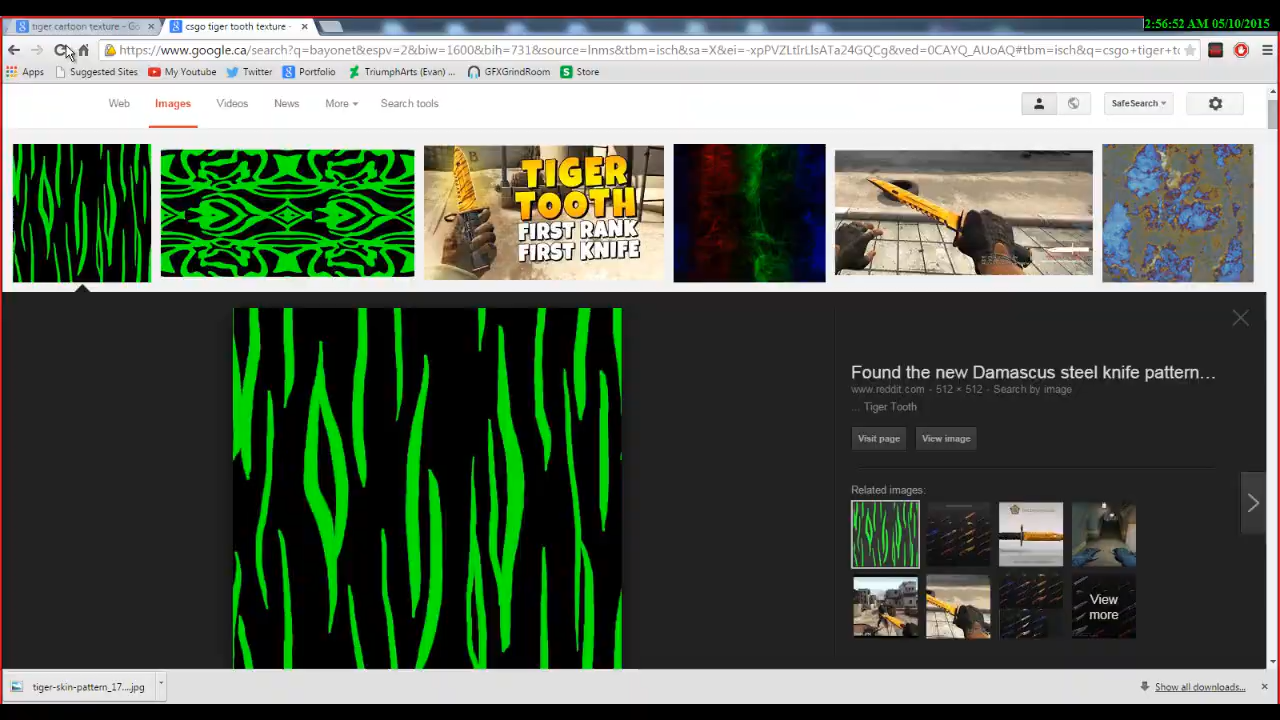 2:56:52 AM 05/10/2015
tiger cartoon texture - Go
csgo tiger tooth texture -
https://www.google.ca/search?q=bayonet&espv=2&biw=1600&bih=731&source=lnms&tbm=isch&sa=X&ei=-xpPVZLtIrLlsATa24GQCg&ved=0CAYQ_AUoAQ#tbm=isch&q=csgo+tiger+t
Apps
Suggested Sites
My Youtube
Twitter
Portfolio
TriumphArts (Evan) ...
GFXGrindRoom
Store
Web
Images
Videos
News
More
Search tools
SafeSearch
TIGER
TOOTH
FIRST RANK
FIRST KNIFE
Found the new Damascus steel knife pattern...
www.reddit.com - 512 × 512 - Search by image
... Tiger Tooth
Visit page
View image
Related images:
View
more
tiger-skin-pattern_17....jpg
Show all downloads...